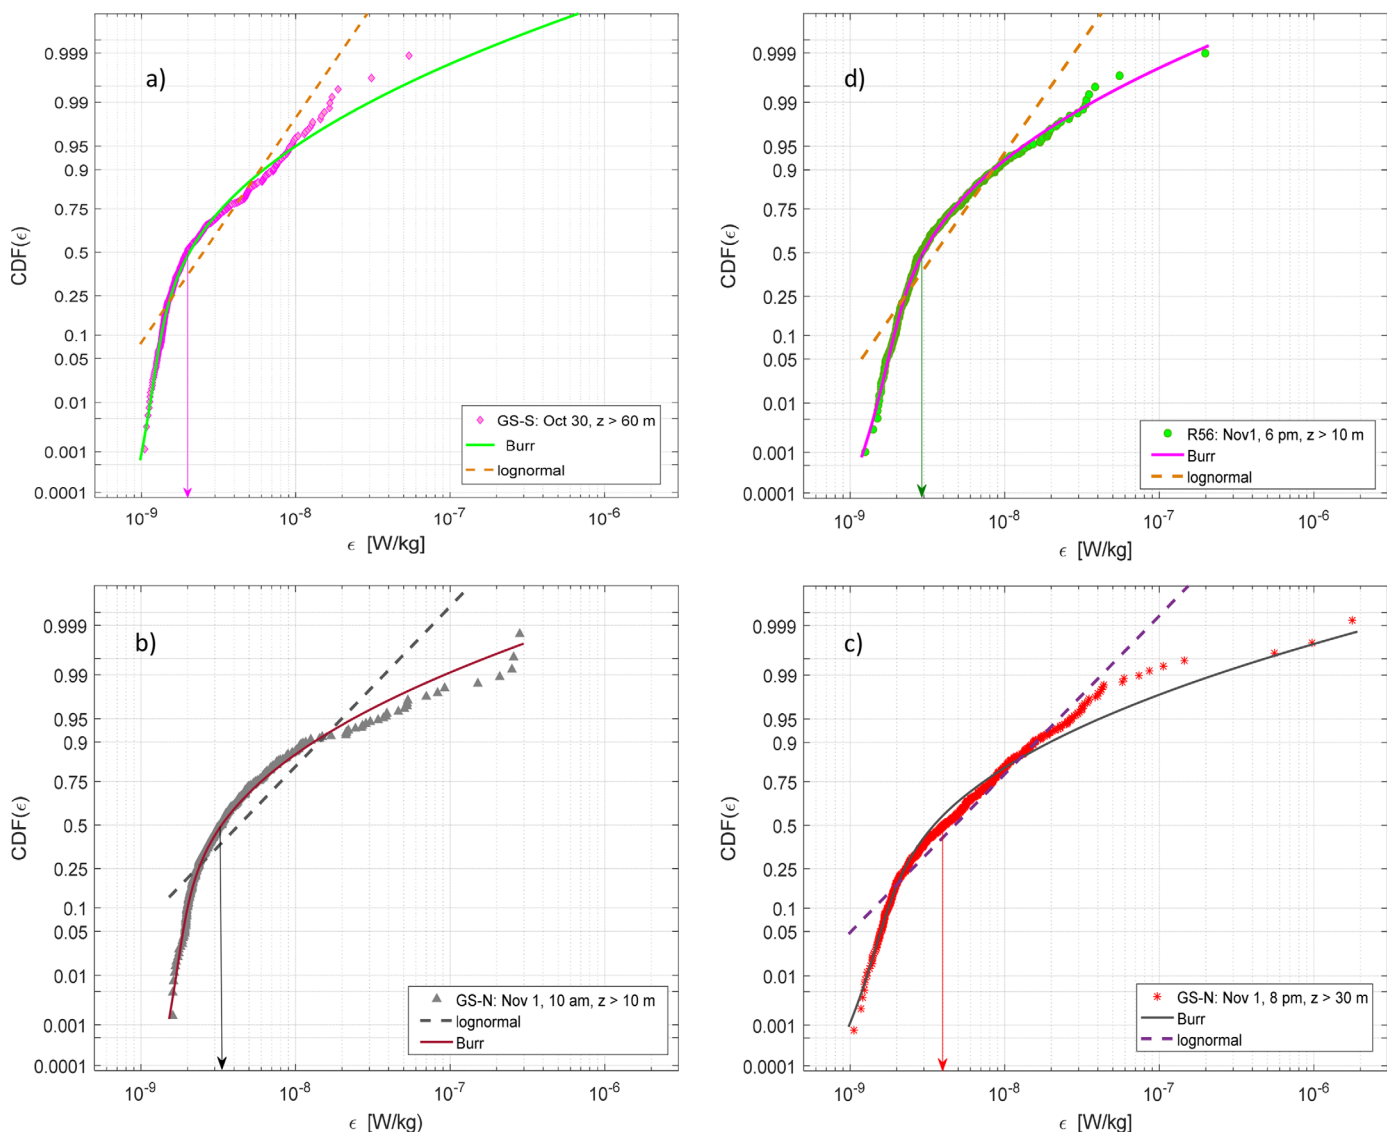 a)
CDF(ϵ)
0.999
0.99
0.95
0.9
0.75
0.5
0.25
0.1
0.05
0.01
0.001
0.0001
GS-S: Oct 30, z > 60 m
Burr
lognormal
10^-9 10^-8 10^-7 10^-6
ϵ [W/kg]
d)
CDF(ϵ)
0.999
0.99
0.95
0.9
0.75
0.5
0.25
0.1
0.05
0.01
0.001
0.0001
R56: Nov1, 6 pm, z > 10 m
Burr
lognormal
10^-9 10^-8 10^-7 10^-6
ϵ [W/kg]
b)
CDF(ϵ)
0.999
0.99
0.95
0.9
0.75
0.5
0.25
0.1
0.05
0.01
0.001
0.0001
GS-N: Nov 1, 10 am, z > 10 m
lognormal
Burr
10^-9 10^-8 10^-7 10^-6
ϵ [W/kg)
c)
CDF(ϵ)
0.999
0.99
0.95
0.9
0.75
0.5
0.25
0.1
0.05
0.01
0.001
0.0001
GS-N: Nov 1, 8 pm, z > 30 m
Burr
lognormal
10^-9 10^-8 10^-7 10^-6
ϵ [W/kg]